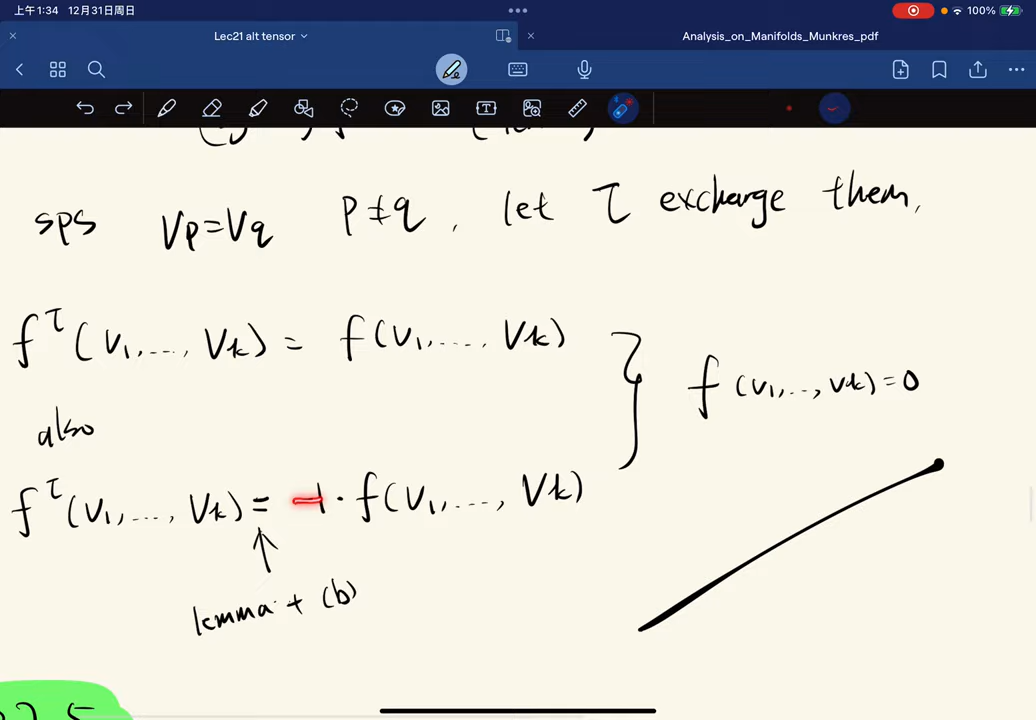 上午1:34 12月31日周日
100%
Lec21 alt tensor
Analysis_on_Manifolds_Munkres_pdf
sps Vp=Vq p≠q, let τ exchange them,
f^τ(v₁,..., Vk) = f(v₁,..., Vk)
f(v₁,..., vk)=0
also
f^τ(v₁,..., Vk) = -1 · f(v₁,..., Vk)
lemma + (b)